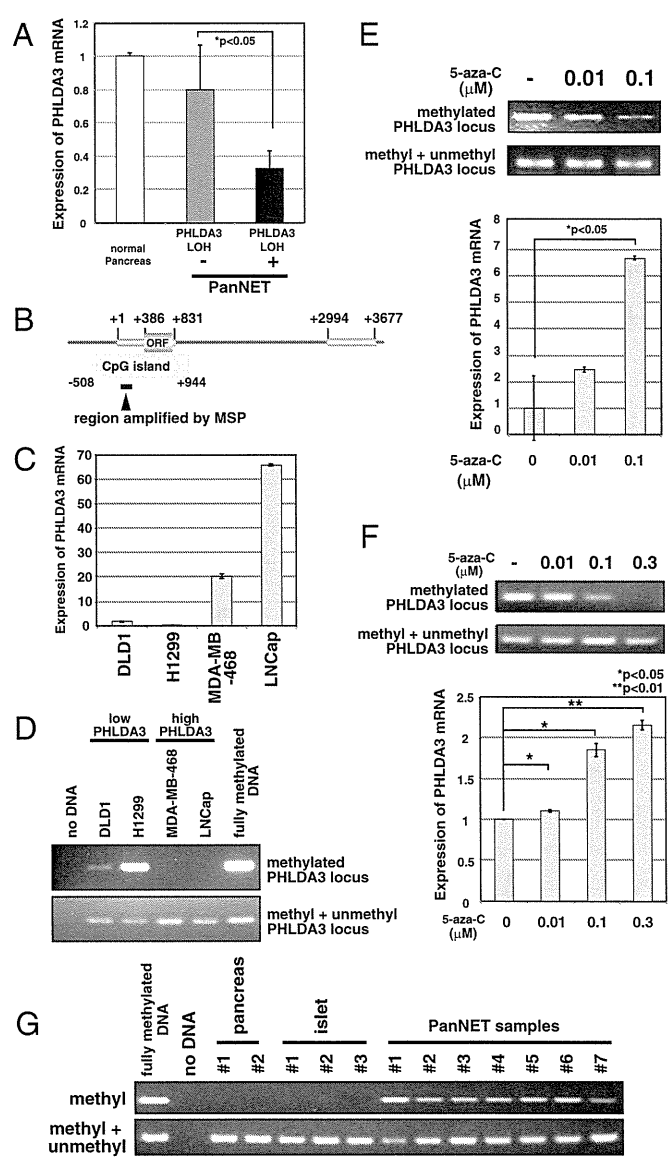 A
Expression of PHLDA3 mRNA
1.2
1
0.8
0.6
0.4
0.2
0
*p<0.05
normal
Pancreas
PHLDA3
LOH
-
PHLDA3
LOH
+
PanNET
B
+1 +386 +831 +2994 +3677
ORF
CpG island
-508 +944
region amplified by MSP
C
Expression of PHLDA3 mRNA
70
60
50
40
30
20
10
0
DLD1
H1299
MDA-MB
-468
LNCap
D
low
PHLDA3
high
PHLDA3
no DNA
DLD1
H1299
MDA-MB-468
LNCap
fully methylated
DNA
methylated
PHLDA3 locus
methyl + unmethyl
PHLDA3 locus
E
5-aza-C
(μM)
- 0.01 0.1
methylated
PHLDA3 locus
methyl + unmethyl
PHLDA3 locus
Expression of PHLDA3 mRNA
8
7
6
5
4
3
2
1
0
*p<0.05
5-aza-C
(μM)
0 0.01 0.1
F
5-aza-C
(μM)
- 0.01 0.1 0.3
methylated
PHLDA3 locus
methyl + unmethyl
PHLDA3 locus
*p<0.05
**p<0.01
Expression of PHLDA3 mRNA
2.5
2
1.5
1
0.5
0
**
*
*
5-aza-C
(μM)
0 0.01 0.1 0.3
G
fully methylated
DNA
no DNA
pancreas
#1 #2
islet
#1 #2 #3
PanNET samples
#1 #2 #3 #4 #5 #6 #7
methyl
methyl +
unmethyl